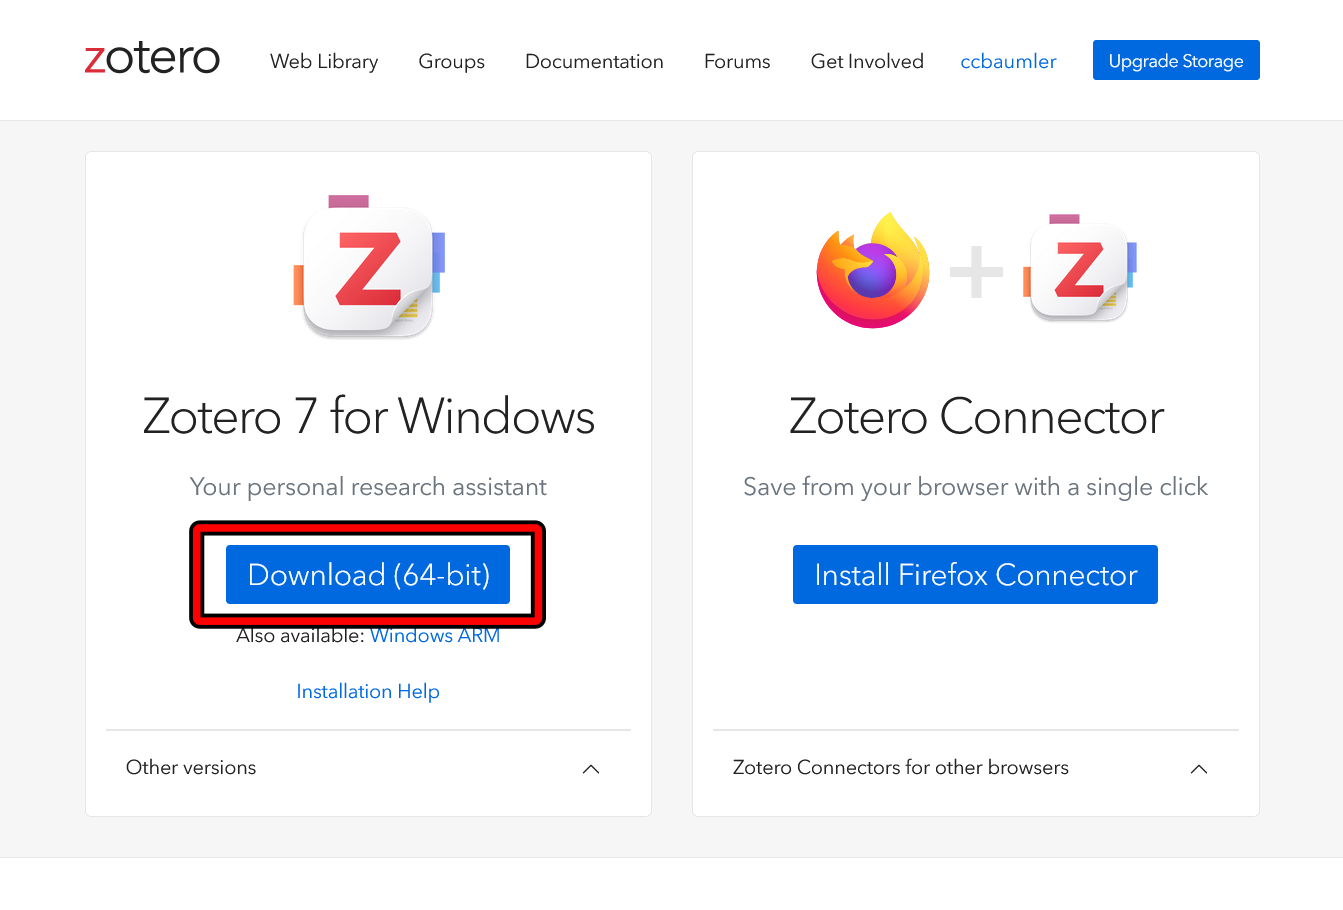 zotero
Web Library
Groups
Documentation
Forums
Get Involved
ccbaumler
Upgrade Storage
Z
Zotero 7 for Windows
Your personal research assistant
Download (64-bit)
Also available: Windows ARM
Installation Help
Other versions
Z
Zotero Connector
Save from your browser with a single click
Install Firefox Connector
Zotero Connectors for other browsers